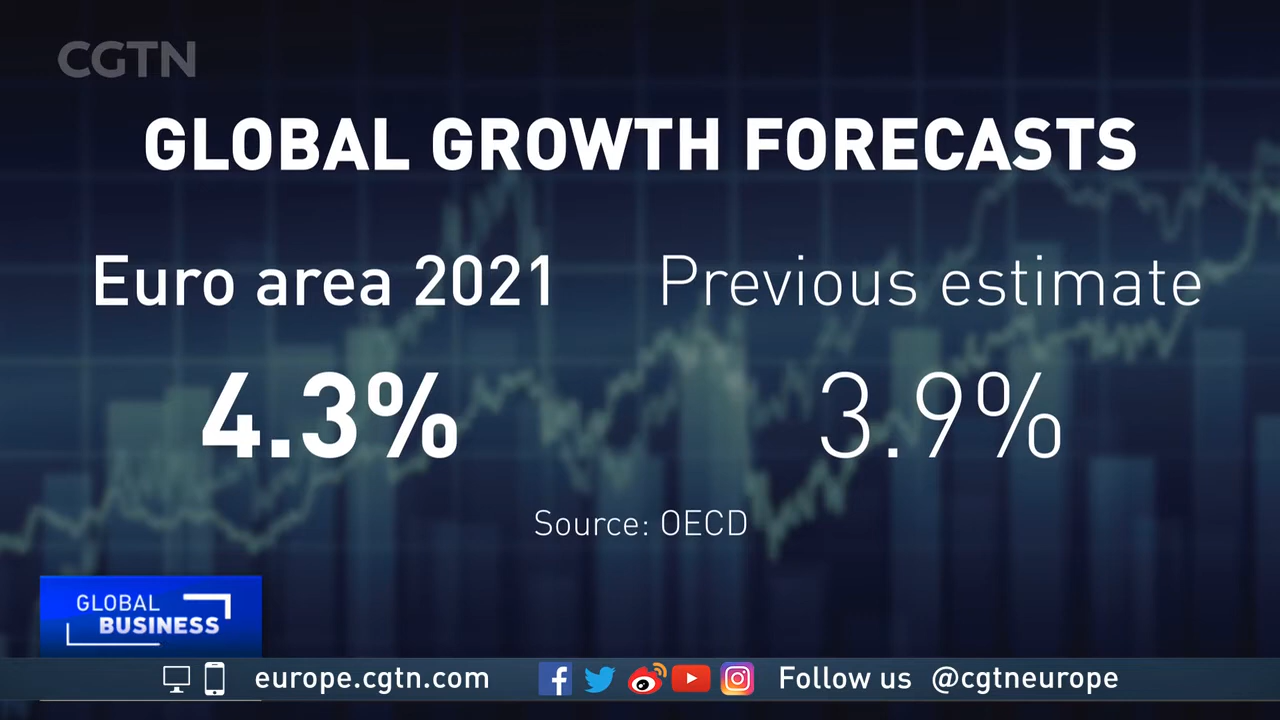 CGTN
GLOBAL GROWTH FORECASTS
Euro area 2021
Previous estimate
4.3%
3.9%
Source: OECD
GLOBAL
BUSINESS
europe.cgtn.com
Follow us @cgtneurope